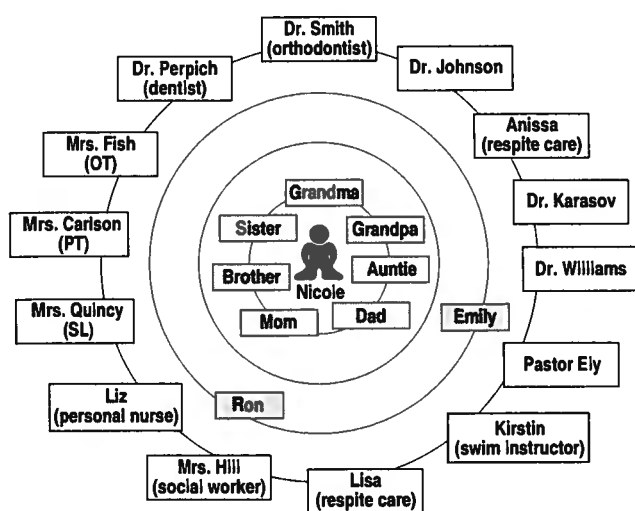 Dr. Smith
(orthodontist)
Dr. Perpich
(dentist)
Dr. Johnson
Mrs. Fish
(OT)
Anissa
(respite care)
Grandma
Sister
Grandpa
Dr. Karasov
Mrs. Carlson
(PT)
Brother
Auntie
Dr. Williams
Nicole
Mrs. Quincy
(SL)
Mom
Dad
Emily
Pastor Ely
Liz
(personal nurse)
Ron
Kirstin
(swim instructor)
Mrs. Hill
(social worker)
Lisa
(respite care)